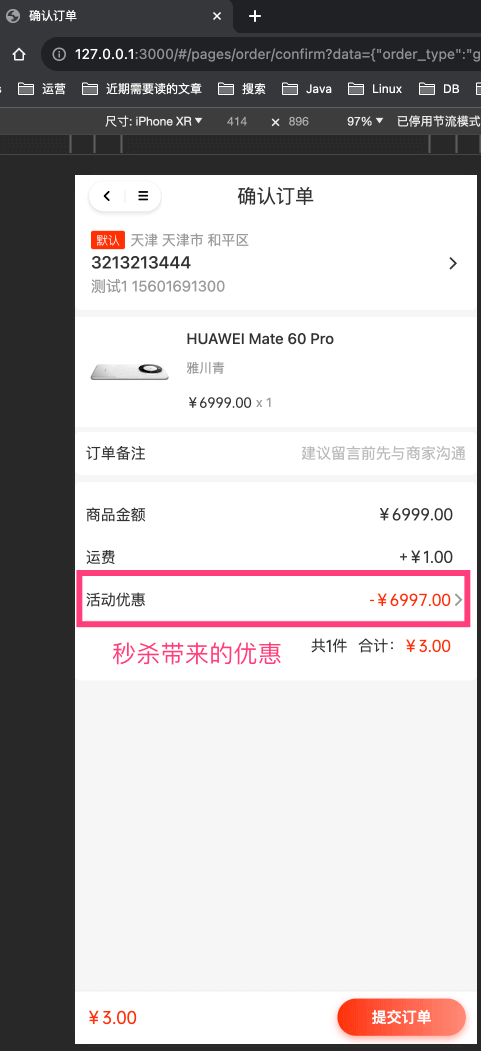 确认订单
127.0.0.1:3000/#/pages/order/confirm?data={"order_type":"g
s 运营 近期需要读的文章 搜索 Java Linux DB
尺寸: iPhone XR 414 × 896 97% 已停用节流模式
确认订单
默认 天津 天津市 和平区
3213213444
测试1 15601691300
HUAWEI Mate 60 Pro
雅川青
¥6999.00 x 1
订单备注 建议留言前先与商家沟通
商品金额 ¥6999.00
运费 +¥1.00
活动优惠 -¥6997.00
秒杀带来的优惠 共1件 合计: ¥3.00
¥3.00 提交订单